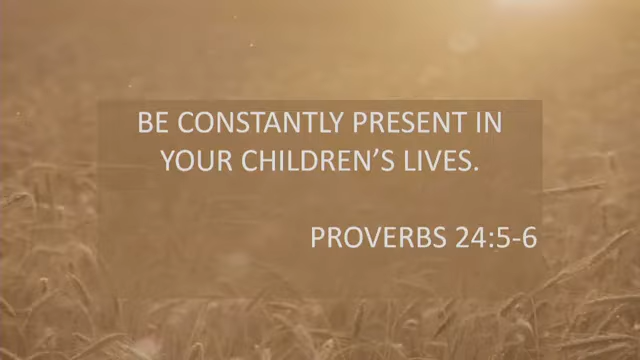 BE CONSTANTLY PRESENT IN
YOUR CHILDREN’S LIVES.
PROVERBS 24:5-6